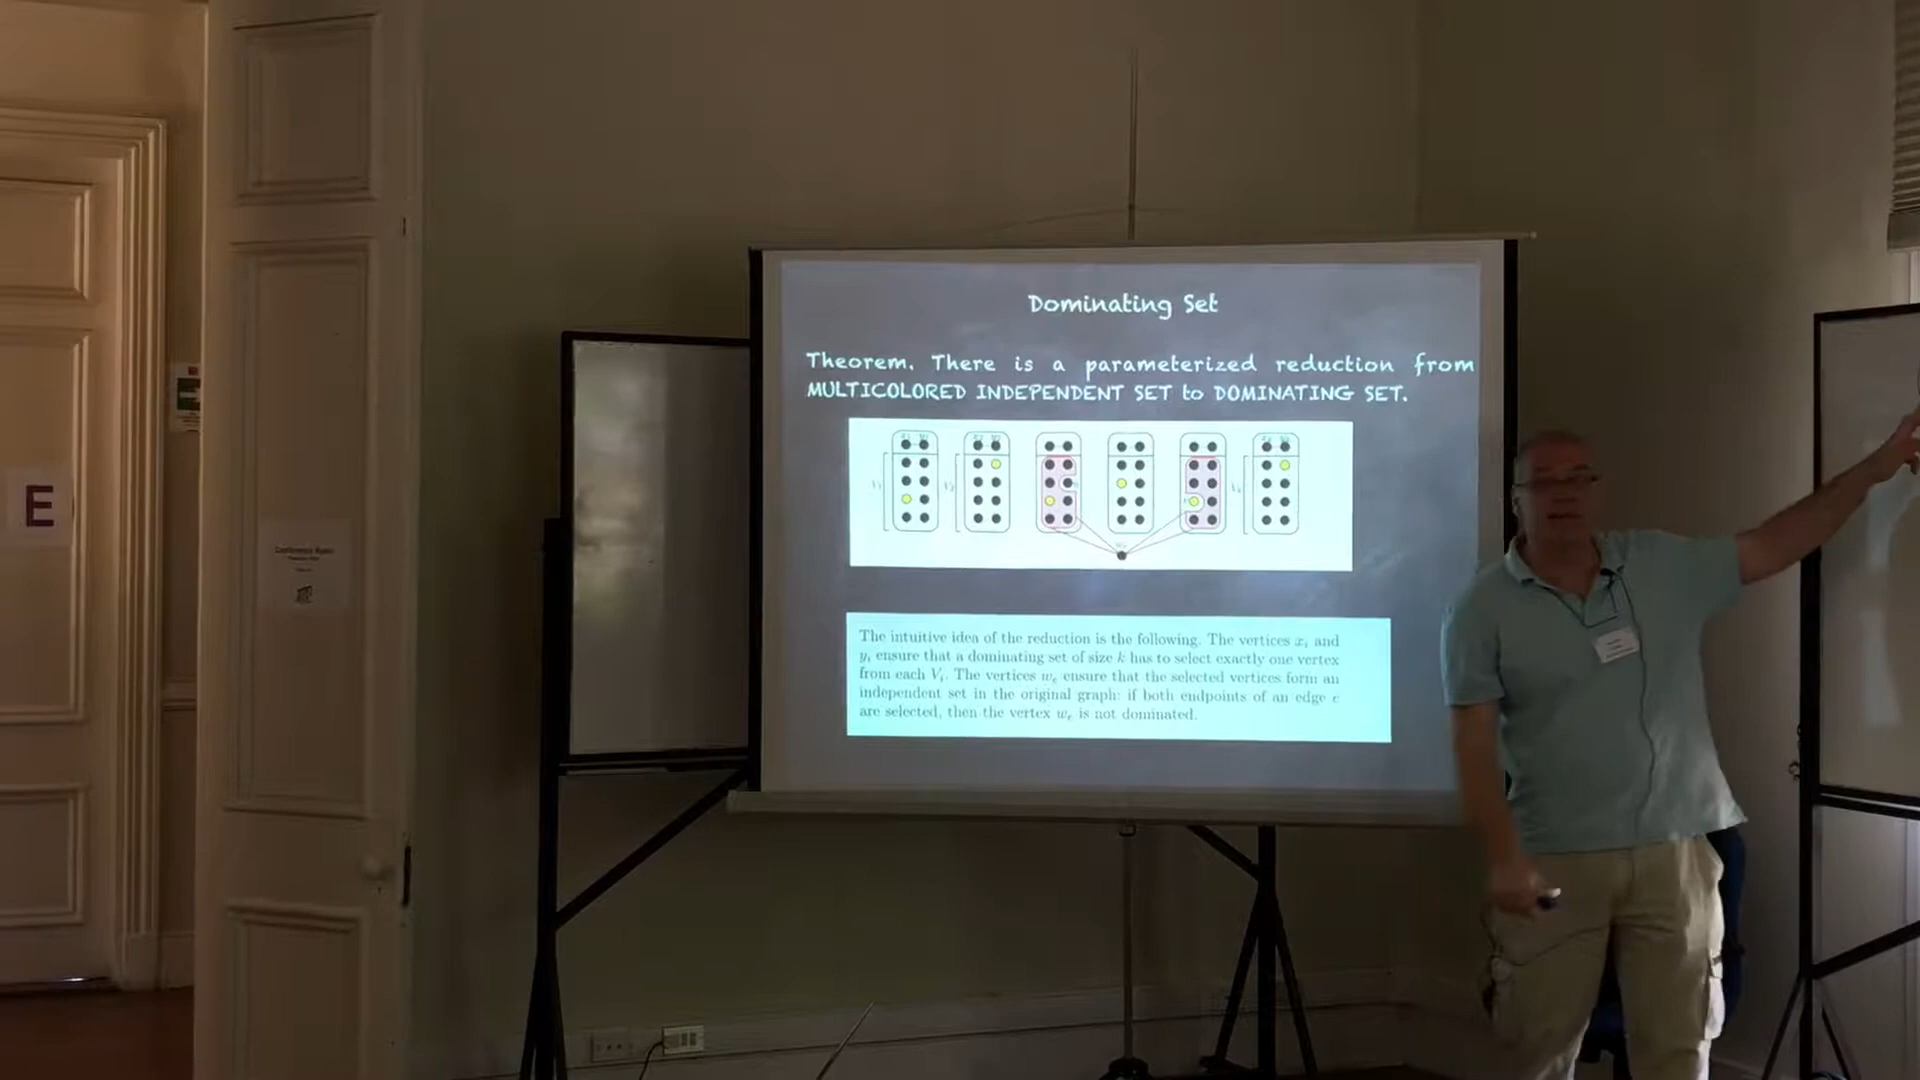 Dominating Set
Theorem. There is a parameterized reduction from
MULTICOLORED INDEPENDENT SET to DOMINATING SET.
The intuitive idea of the reduction is the following. The vertices xᵢ and
yᵢ ensure that a dominating set of size k has to select exactly one vertex
from each Vᵢ. The vertices wₑ ensure that the selected vertices form an
independent set in the original graph: if both endpoints of an edge e
are selected, then the vertex wₑ is not dominated.
E
Conference Room